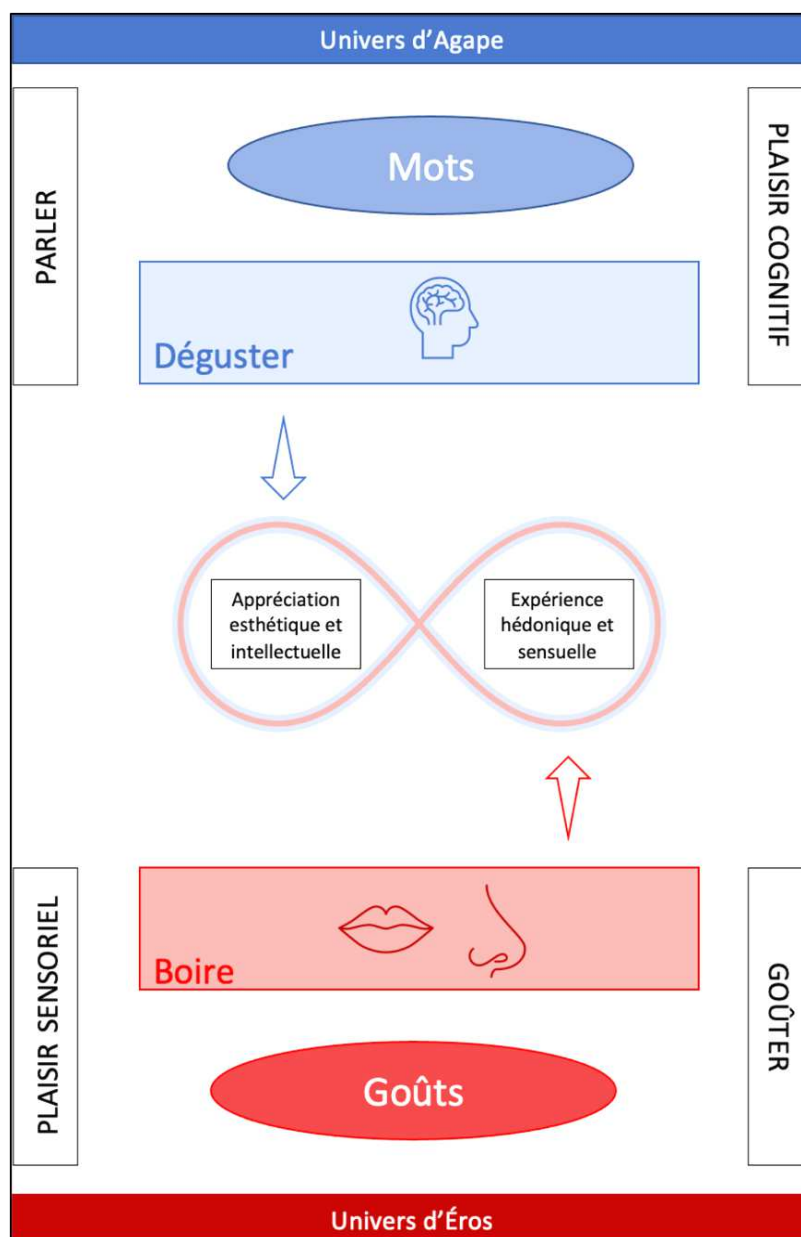 Univers d’Agape
PARLER
Mots
PLAISIR COGNITIF
Déguster
Appréciation
esthétique et
intellectuelle
Expérience
hédonique et
sensuelle
PLAISIR SENSORIEL
Boire
GOÛTER
Goûts
Univers d’Éros